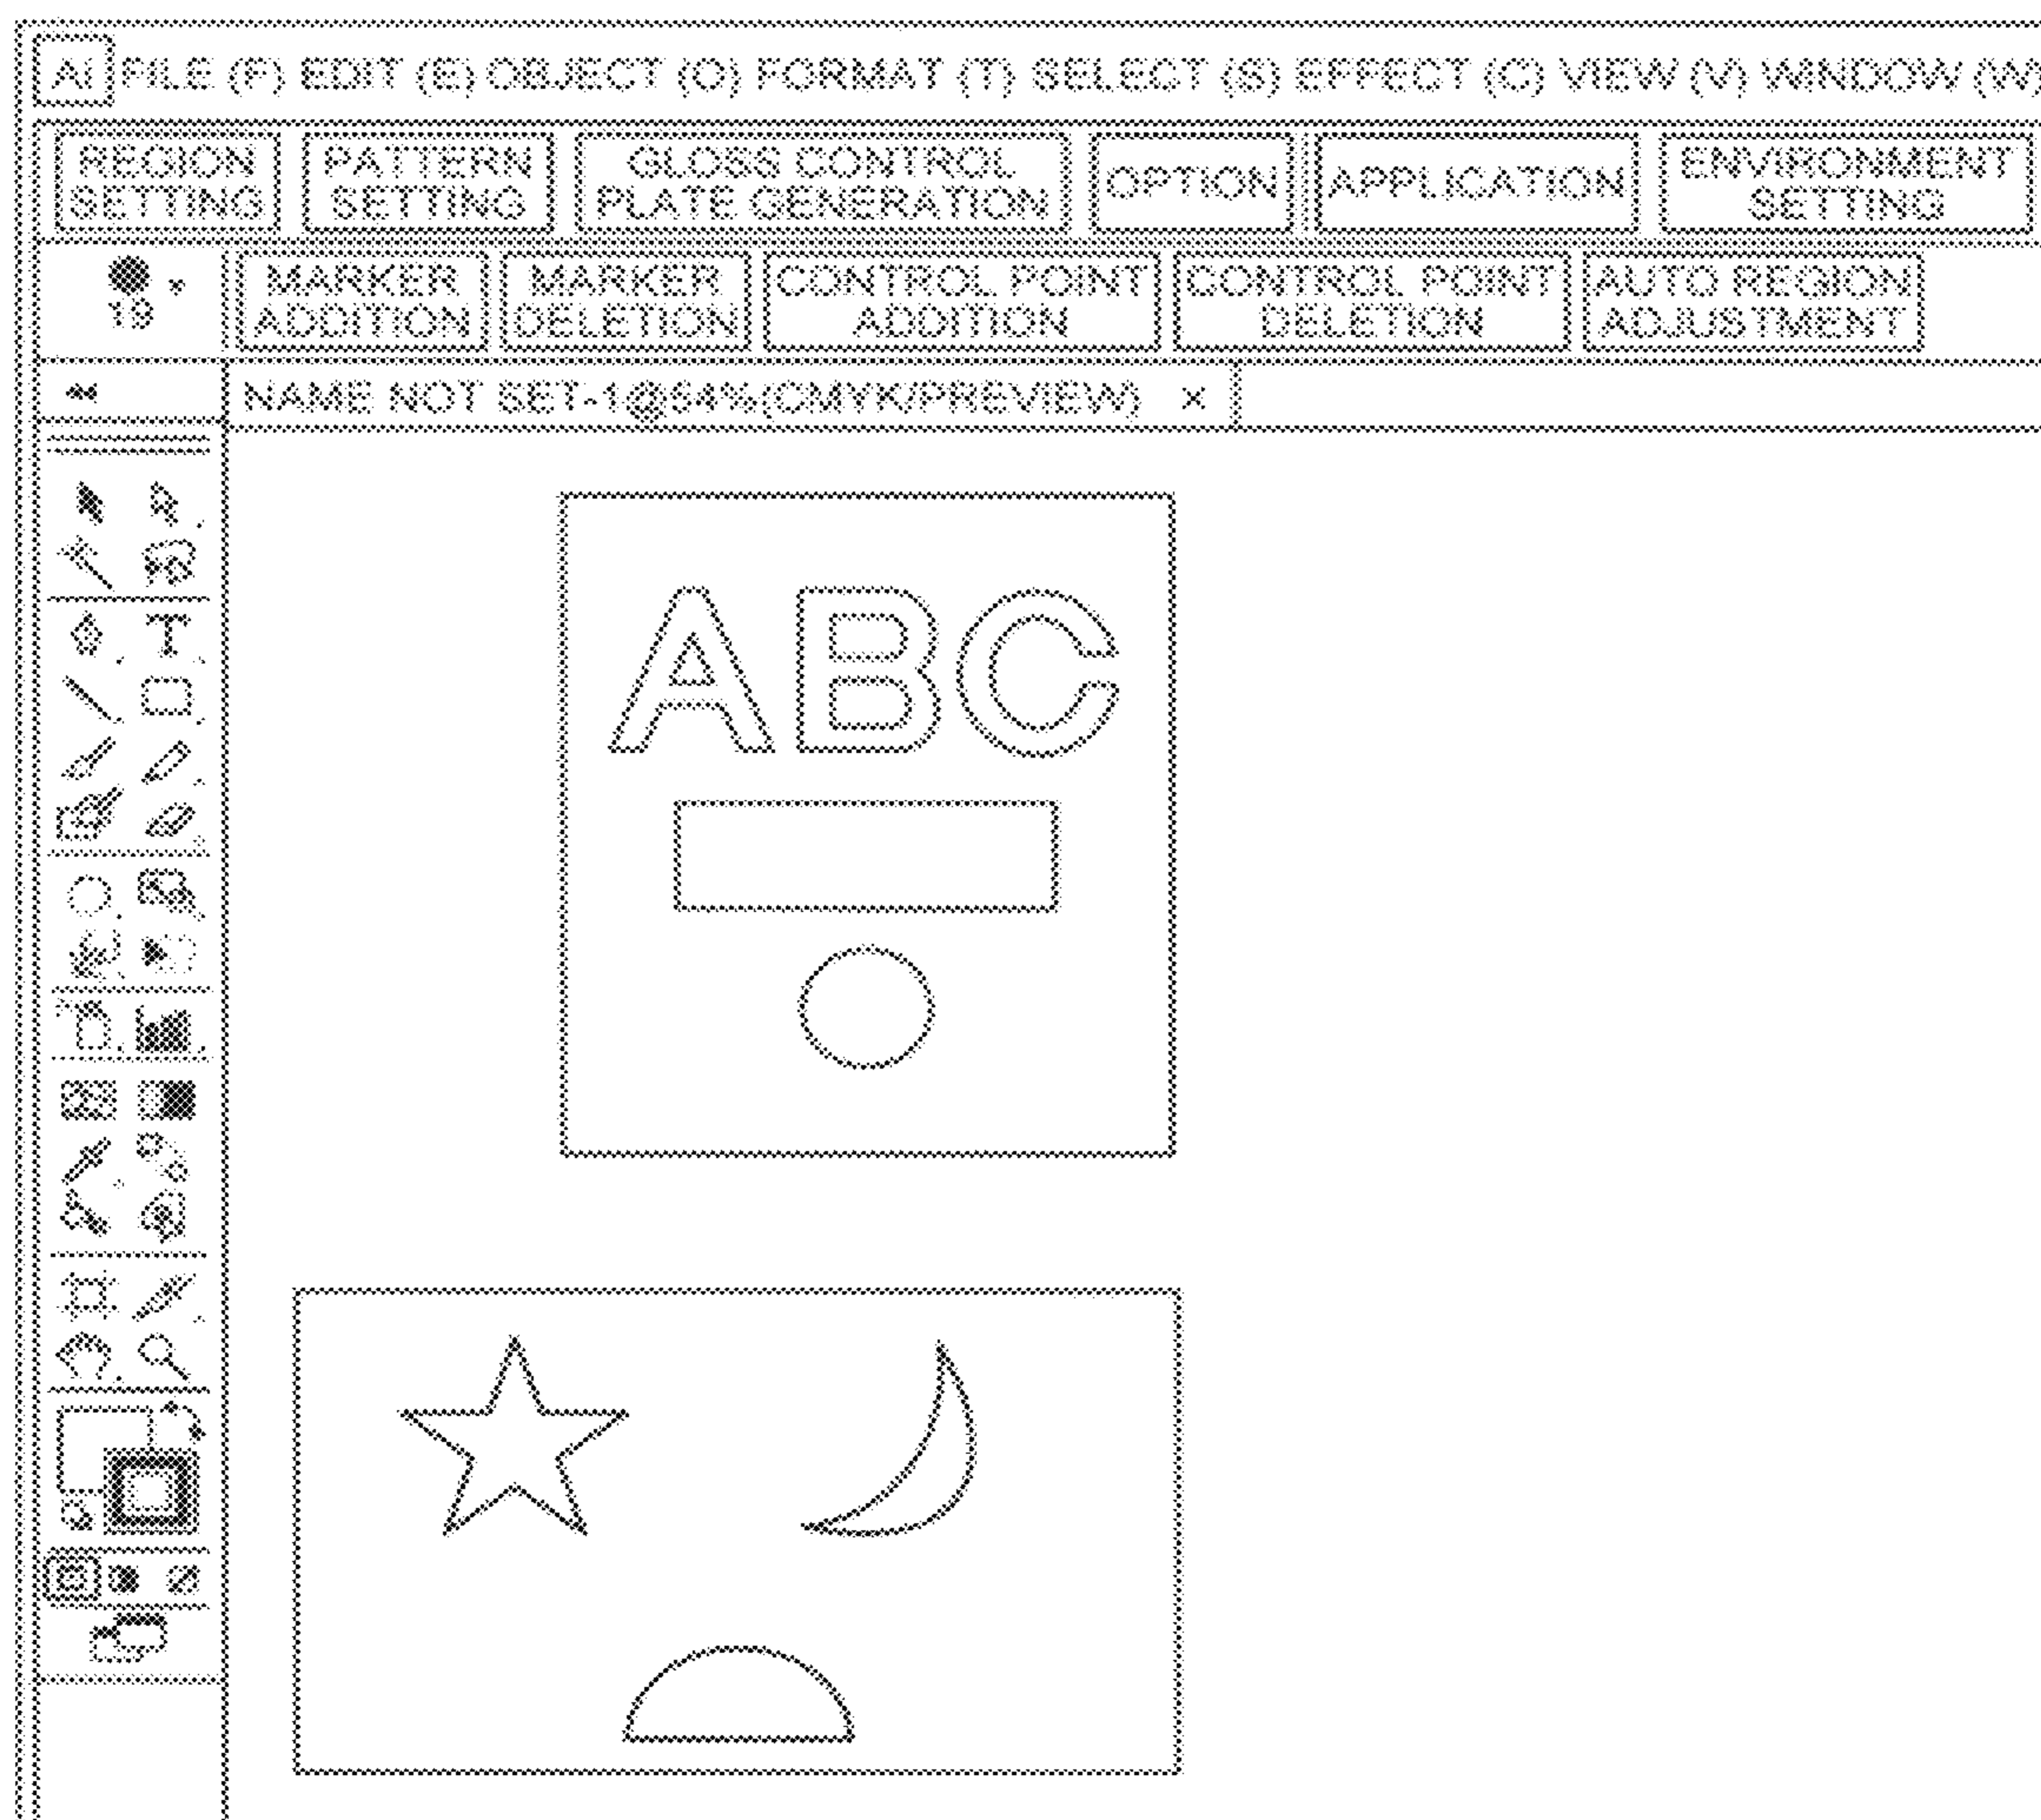 Ai FILE (F) EDIT (E) OBJECT (O) FORMAT (T) SELECT (S) EFFECT (C) VIEW (V) WINDOW (W)
REGION
SETTING
PATTERN
SETTING
GLOSS CONTROL
PLATE GENERATION
OPTION
APPLICATION
ENVIRONMENT
SETTING
19
MARKER
ADDITION
MARKER
DELETION
CONTROL POINT
ADDITION
CONTROL POINT
DELETION
AUTO REGION
ADJUSTMENT
NAME NOT SET-1@64%(CMYK/PREVIEW) ×
T
ABC